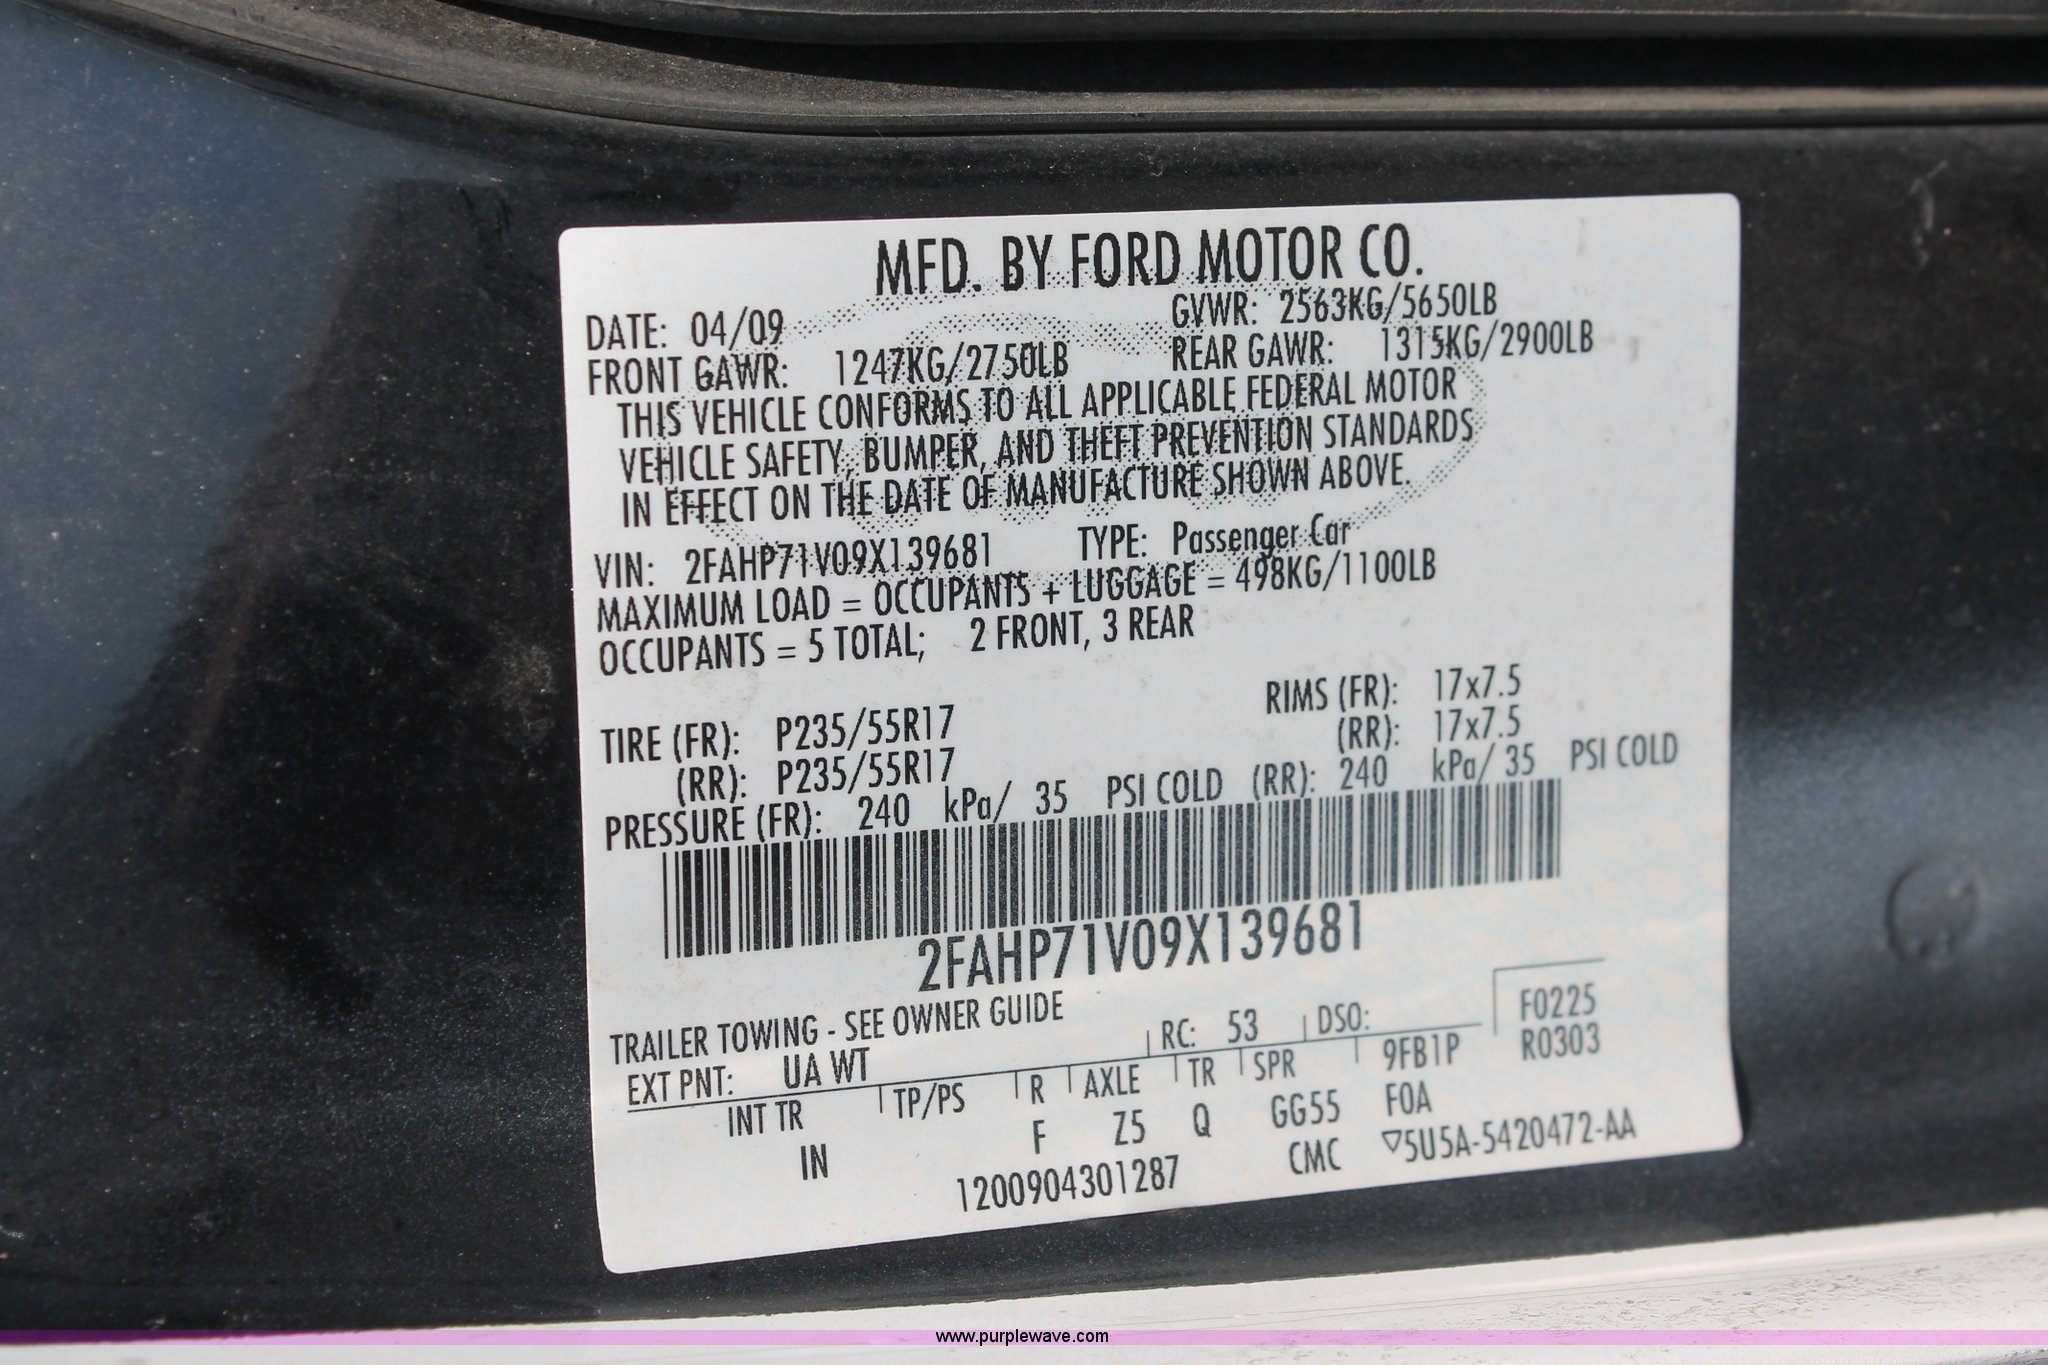 MFD. BY FORD MOTOR CO.
DATE: 04/09 GVWR: 2563KG/5650LB
FRONT GAWR: 1247KG/2750LB REAR GAWR: 1315KG/2900LB
THIS VEHICLE CONFORMS TO ALL APPLICABLE FEDERAL MOTOR
VEHICLE SAFETY, BUMPER, AND THEFT PREVENTION STANDARDS
IN EFFECT ON THE DATE OF MANUFACTURE SHOWN ABOVE.
VIN: 2FAHP71V09X139681 TYPE: Passenger Car
MAXIMUM LOAD = OCCUPANTS + LUGGAGE = 498KG/1100LB
OCCUPANTS = 5 TOTAL; 2 FRONT, 3 REAR
TIRE (FR): P235/55R17 RIMS (FR): 17x7.5
(RR): P235/55R17 (RR): 17x7.5
PRESSURE (FR): 240 kPa/ 35 PSI COLD (RR): 240 kPa/ 35 PSI COLD
2FAHP71V09X139681
TRAILER TOWING - SEE OWNER GUIDE F0225
EXT PNT: UA WT RC: 53 DSO: R0303
INT TR TP/PS R AXLE TR SPR 9FB1P
IN F Z5 Q GG55 F0A
1200904301287 CMC ▽5U5A-5420472-AA
www.purplewave.com